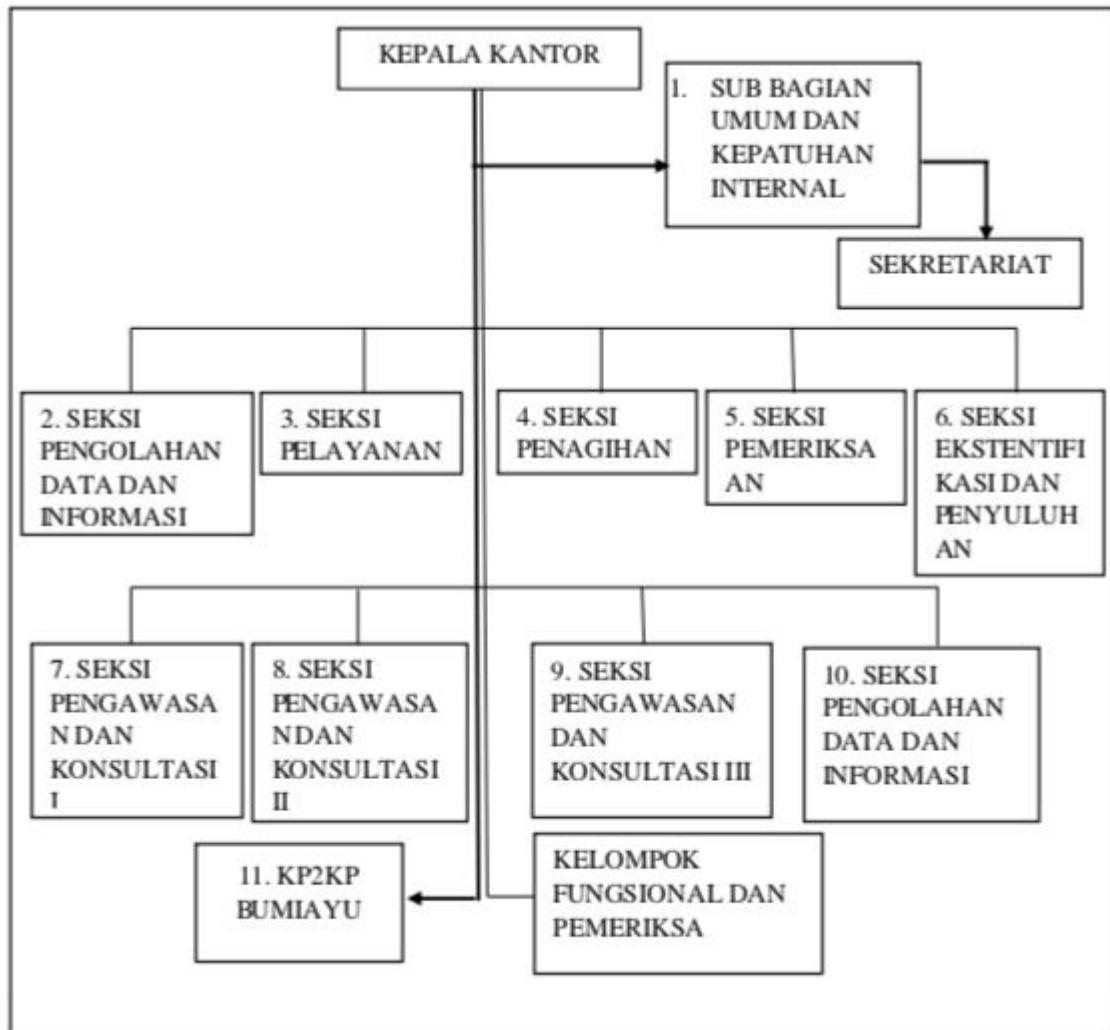 KEPALA KANTOR
1. SUB BAGIAN
UMUM DAN
KEPATUHAN
INTERNAL
SEKRETARIAT
2. SEKSI
PENGOLAHAN
DATA DAN
INFORMASI
3. SEKSI
PELAYANAN
4. SEKSI
PENAGIHAN
5. SEKSI
PEMERIKSA
AN
6. SEKSI
EKSTENTIFI
KASI DAN
PENYULUH
AN
7. SEKSI
PENGAWASA
N DAN
KONSULTASI
I
8. SEKSI
PENGAWASA
N DAN
KONSULTASI
II
9. SEKSI
PENGAWASAN
DAN
KONSULTASI III
10. SEKSI
PENGOLAHAN
DATA DAN
INFORMASI
11. KP2KP
BUMIAYU
KELOMPOK
FUNGSIONAL DAN
PEMERIKSA